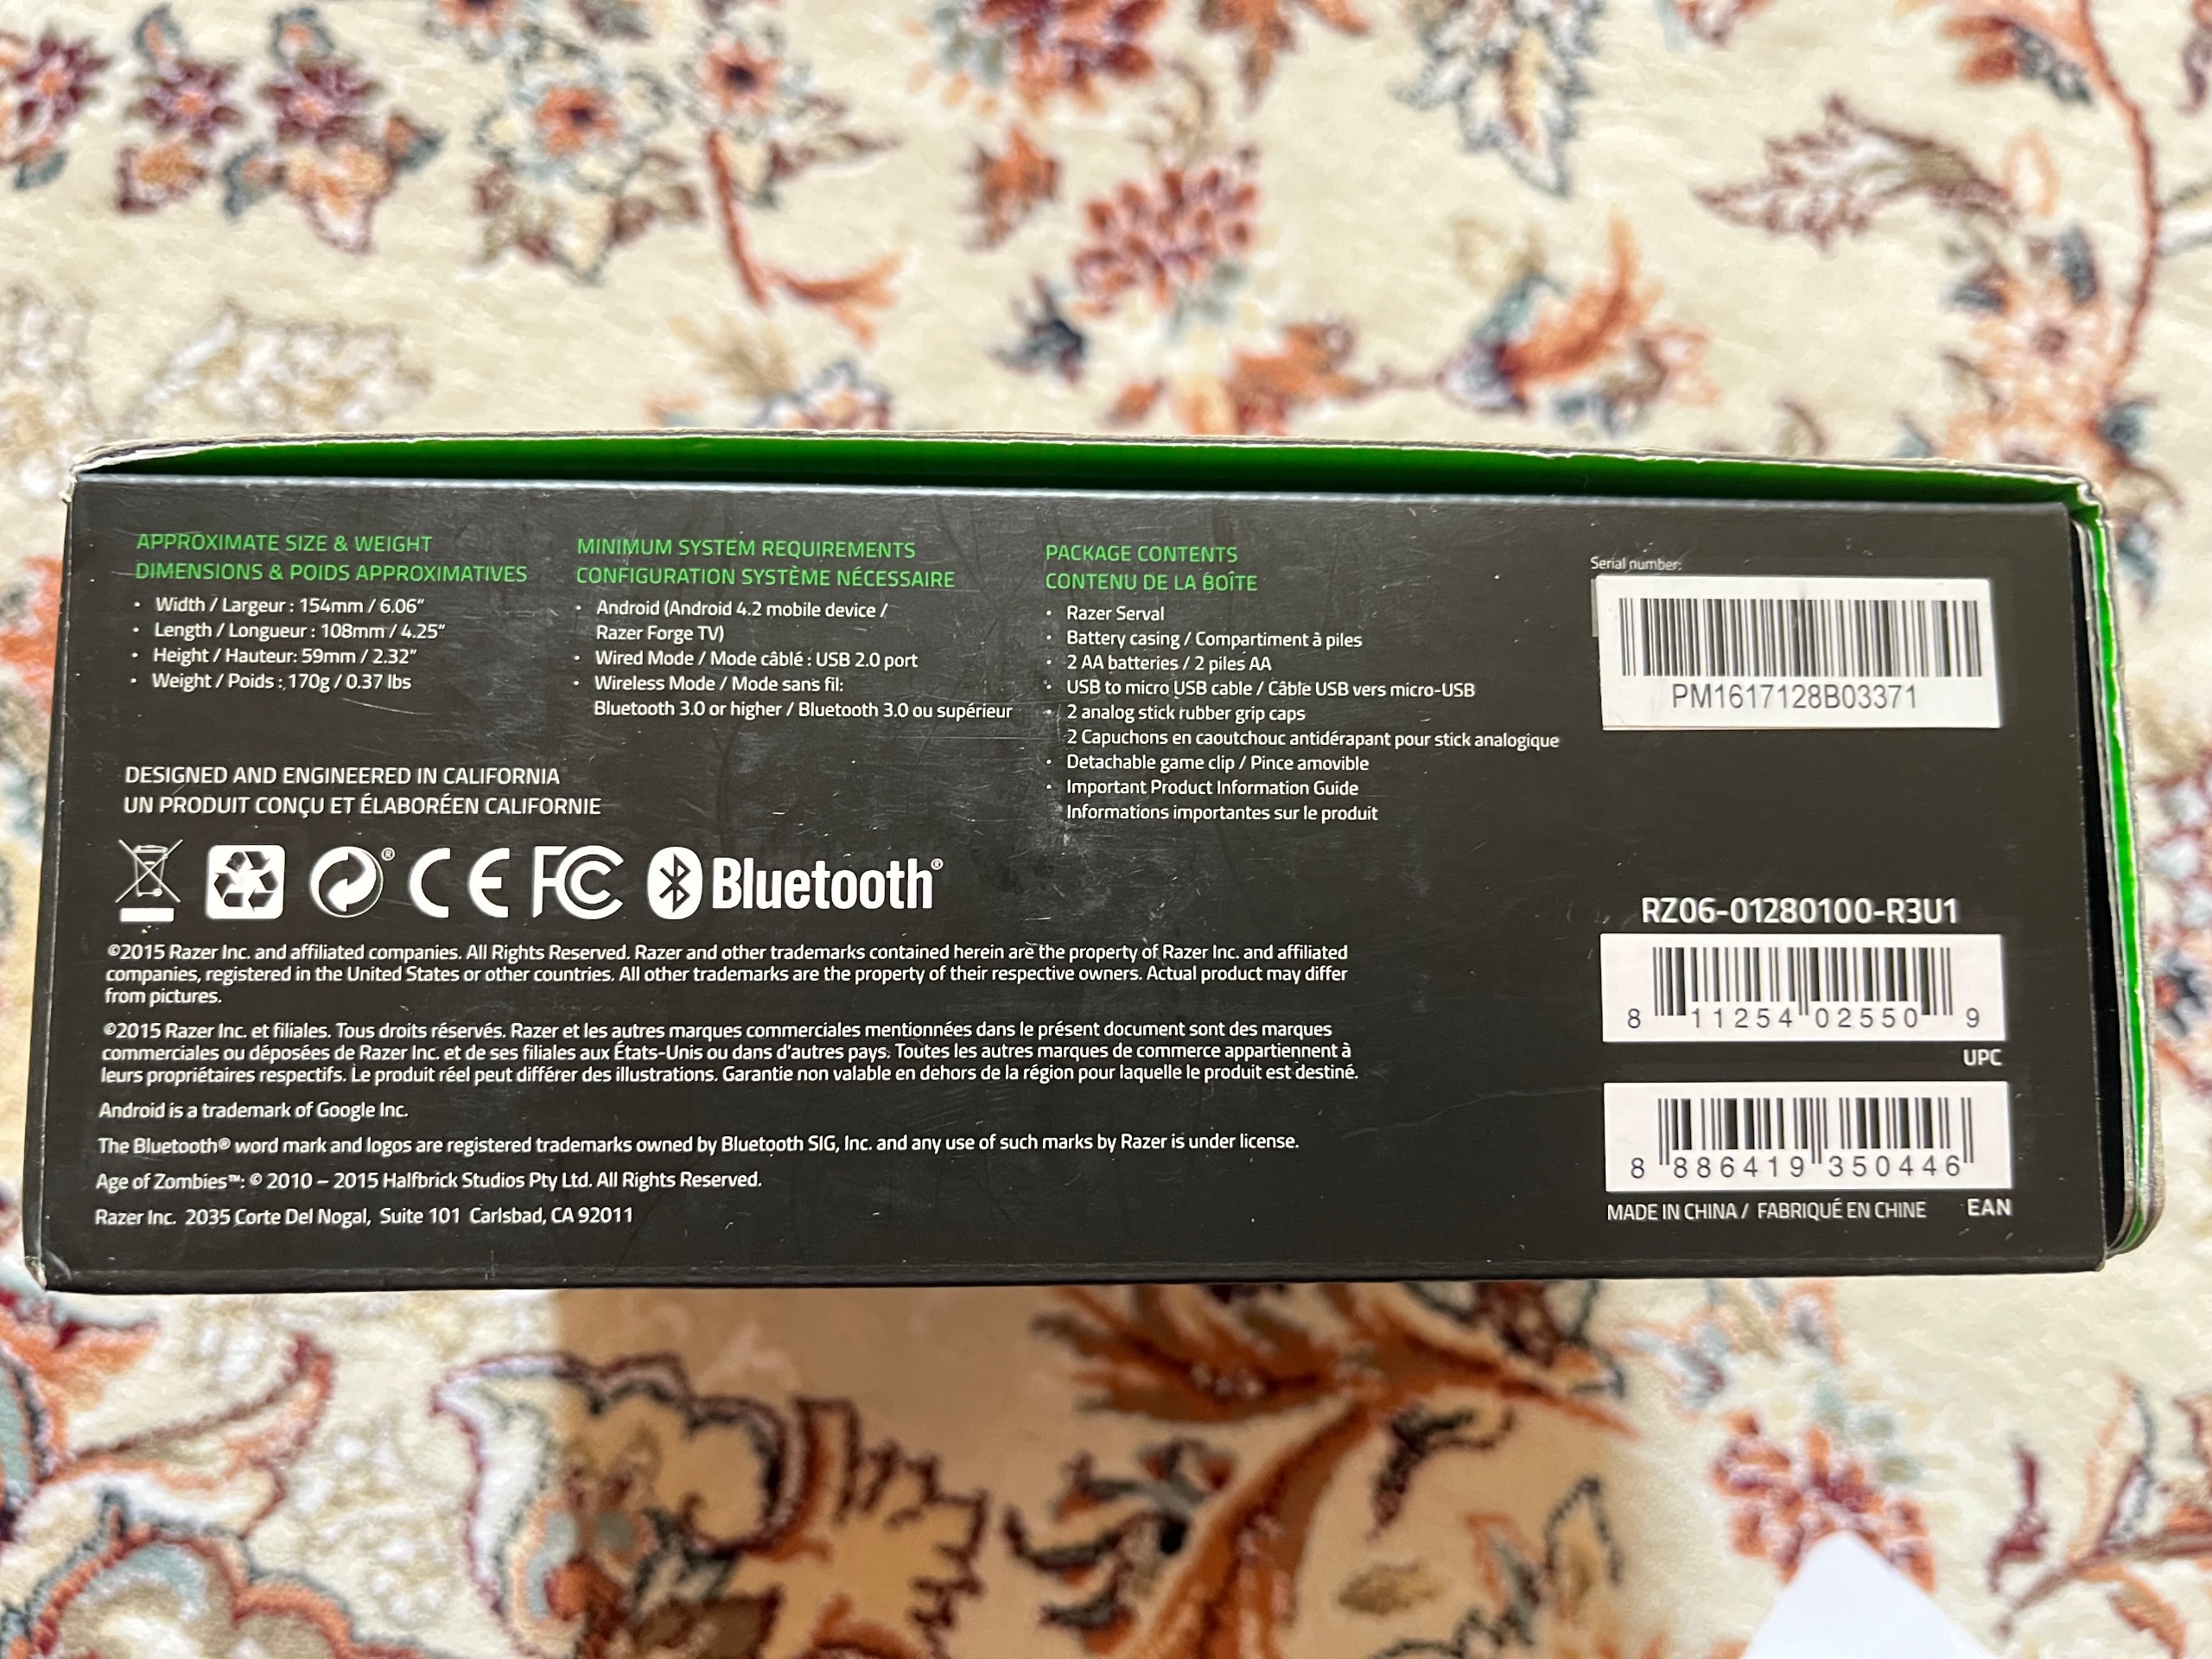 APPROXIMATE SIZE & WEIGHT
DIMENSIONS & POIDS APPROXIMATIVES
• Width / Largeur : 154mm / 6.06”
• Length / Longueur : 108mm / 4.25”
• Height / Hauteur: 59mm / 2.32”
• Weight / Poids : 170g / 0.37 lbs
MINIMUM SYSTEM REQUIREMENTS
CONFIGURATION SYSTÈME NÉCESSAIRE
• Android (Android 4.2 mobile device /
Razer Forge TV)
• Wired Mode / Mode câblé : USB 2.0 port
• Wireless Mode / Mode sans fil:
Bluetooth 3.0 or higher / Bluetooth 3.0 ou supérieur
PACKAGE CONTENTS
CONTENU DE LA BOÎTE
• Razer Serval
• Battery casing / Compartiment à piles
• 2 AA batteries / 2 piles AA
• USB to micro USB cable / Câble USB vers micro-USB
• 2 analog stick rubber grip caps
2 Capuchons en caoutchouc antidérapant pour stick analogique
• Detachable game clip / Pince amovible
• Important Product Information Guide
Informations importantes sur le produit
Serial number:
PM1617128B03371
DESIGNED AND ENGINEERED IN CALIFORNIA
UN PRODUIT CONÇU ET ÉLABORÉEN CALIFORNIE
® CE FC Bluetooth®
©2015 Razer Inc. and affiliated companies. All Rights Reserved. Razer and other trademarks contained herein are the property of Razer Inc. and affiliated
companies, registered in the United States or other countries. All other trademarks are the property of their respective owners. Actual product may differ
from pictures.
©2015 Razer Inc. et filiales. Tous droits réservés. Razer et les autres marques commerciales mentionnées dans le présent document sont des marques
commerciales ou déposées de Razer Inc. et de ses filiales aux États-Unis ou dans d'autres pays. Toutes les autres marques de commerce appartiennent à
leurs propriétaires respectifs. Le produit réel peut différer des illustrations. Garantie non valable en dehors de la région pour laquelle le produit est destiné.
Android is a trademark of Google Inc.
The Bluetooth® word mark and logos are registered trademarks owned by Bluetooth SIG, Inc. and any use of such marks by Razer is under license.
Age of Zombies™: © 2010 – 2015 Halfbrick Studios Pty Ltd. All Rights Reserved.
Razer Inc. 2035 Corte Del Nogal, Suite 101 Carlsbad, CA 92011
RZ06-01280100-R3U1
8 11254 02550 9
UPC
8 886419 350446
MADE IN CHINA / FABRIQUÉ EN CHINE EAN